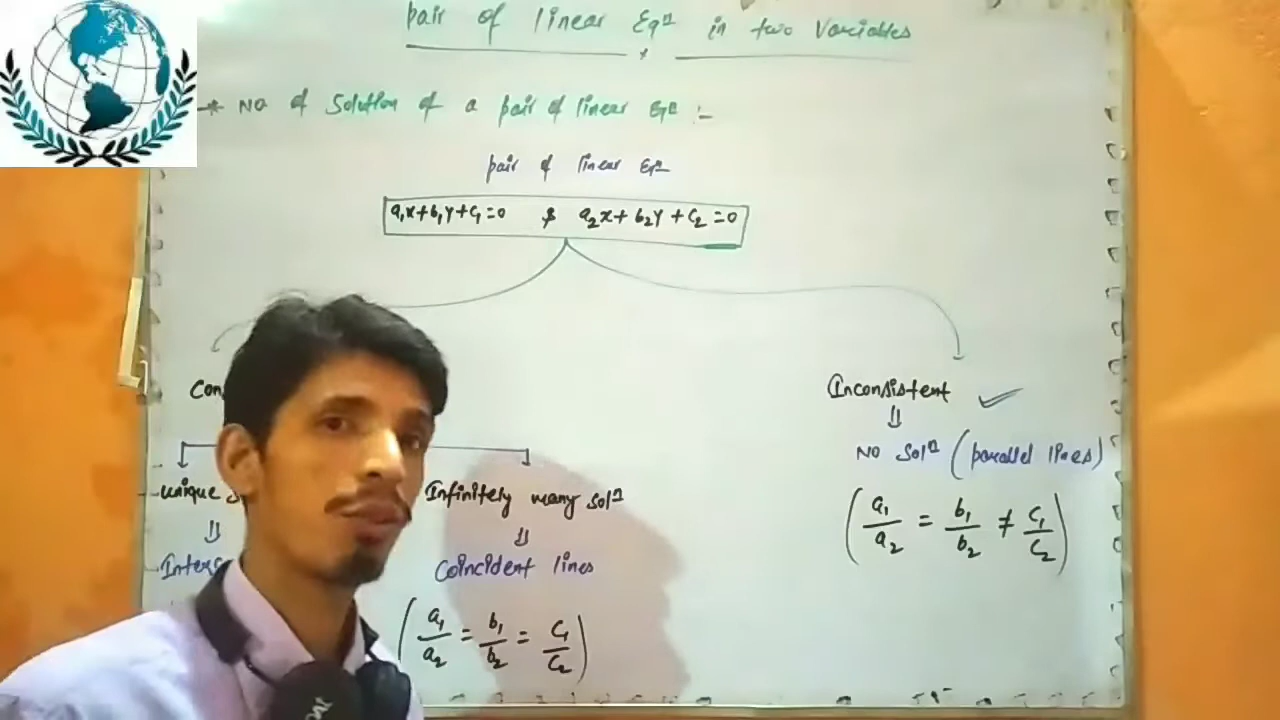 pair of linear Eqⁿ in two Variables
* No of Solution of a pair of linear Eqⁿ :-
pair of linear Eqⁿ
a₁x+b₁y+c₁=0 & a₂x+b₂y+c₂=0
Con
Inconsistent ✓
⇓
No Solⁿ (parallel lines)
(a₁/a₂ = b₁/b₂ ≠ c₁/c₂)
unique S
Infinitely many Solⁿ
⇓ ⇓
Inters
Coincident lines
(a₁/a₂ = b₁/b₂ = c₁/c₂)